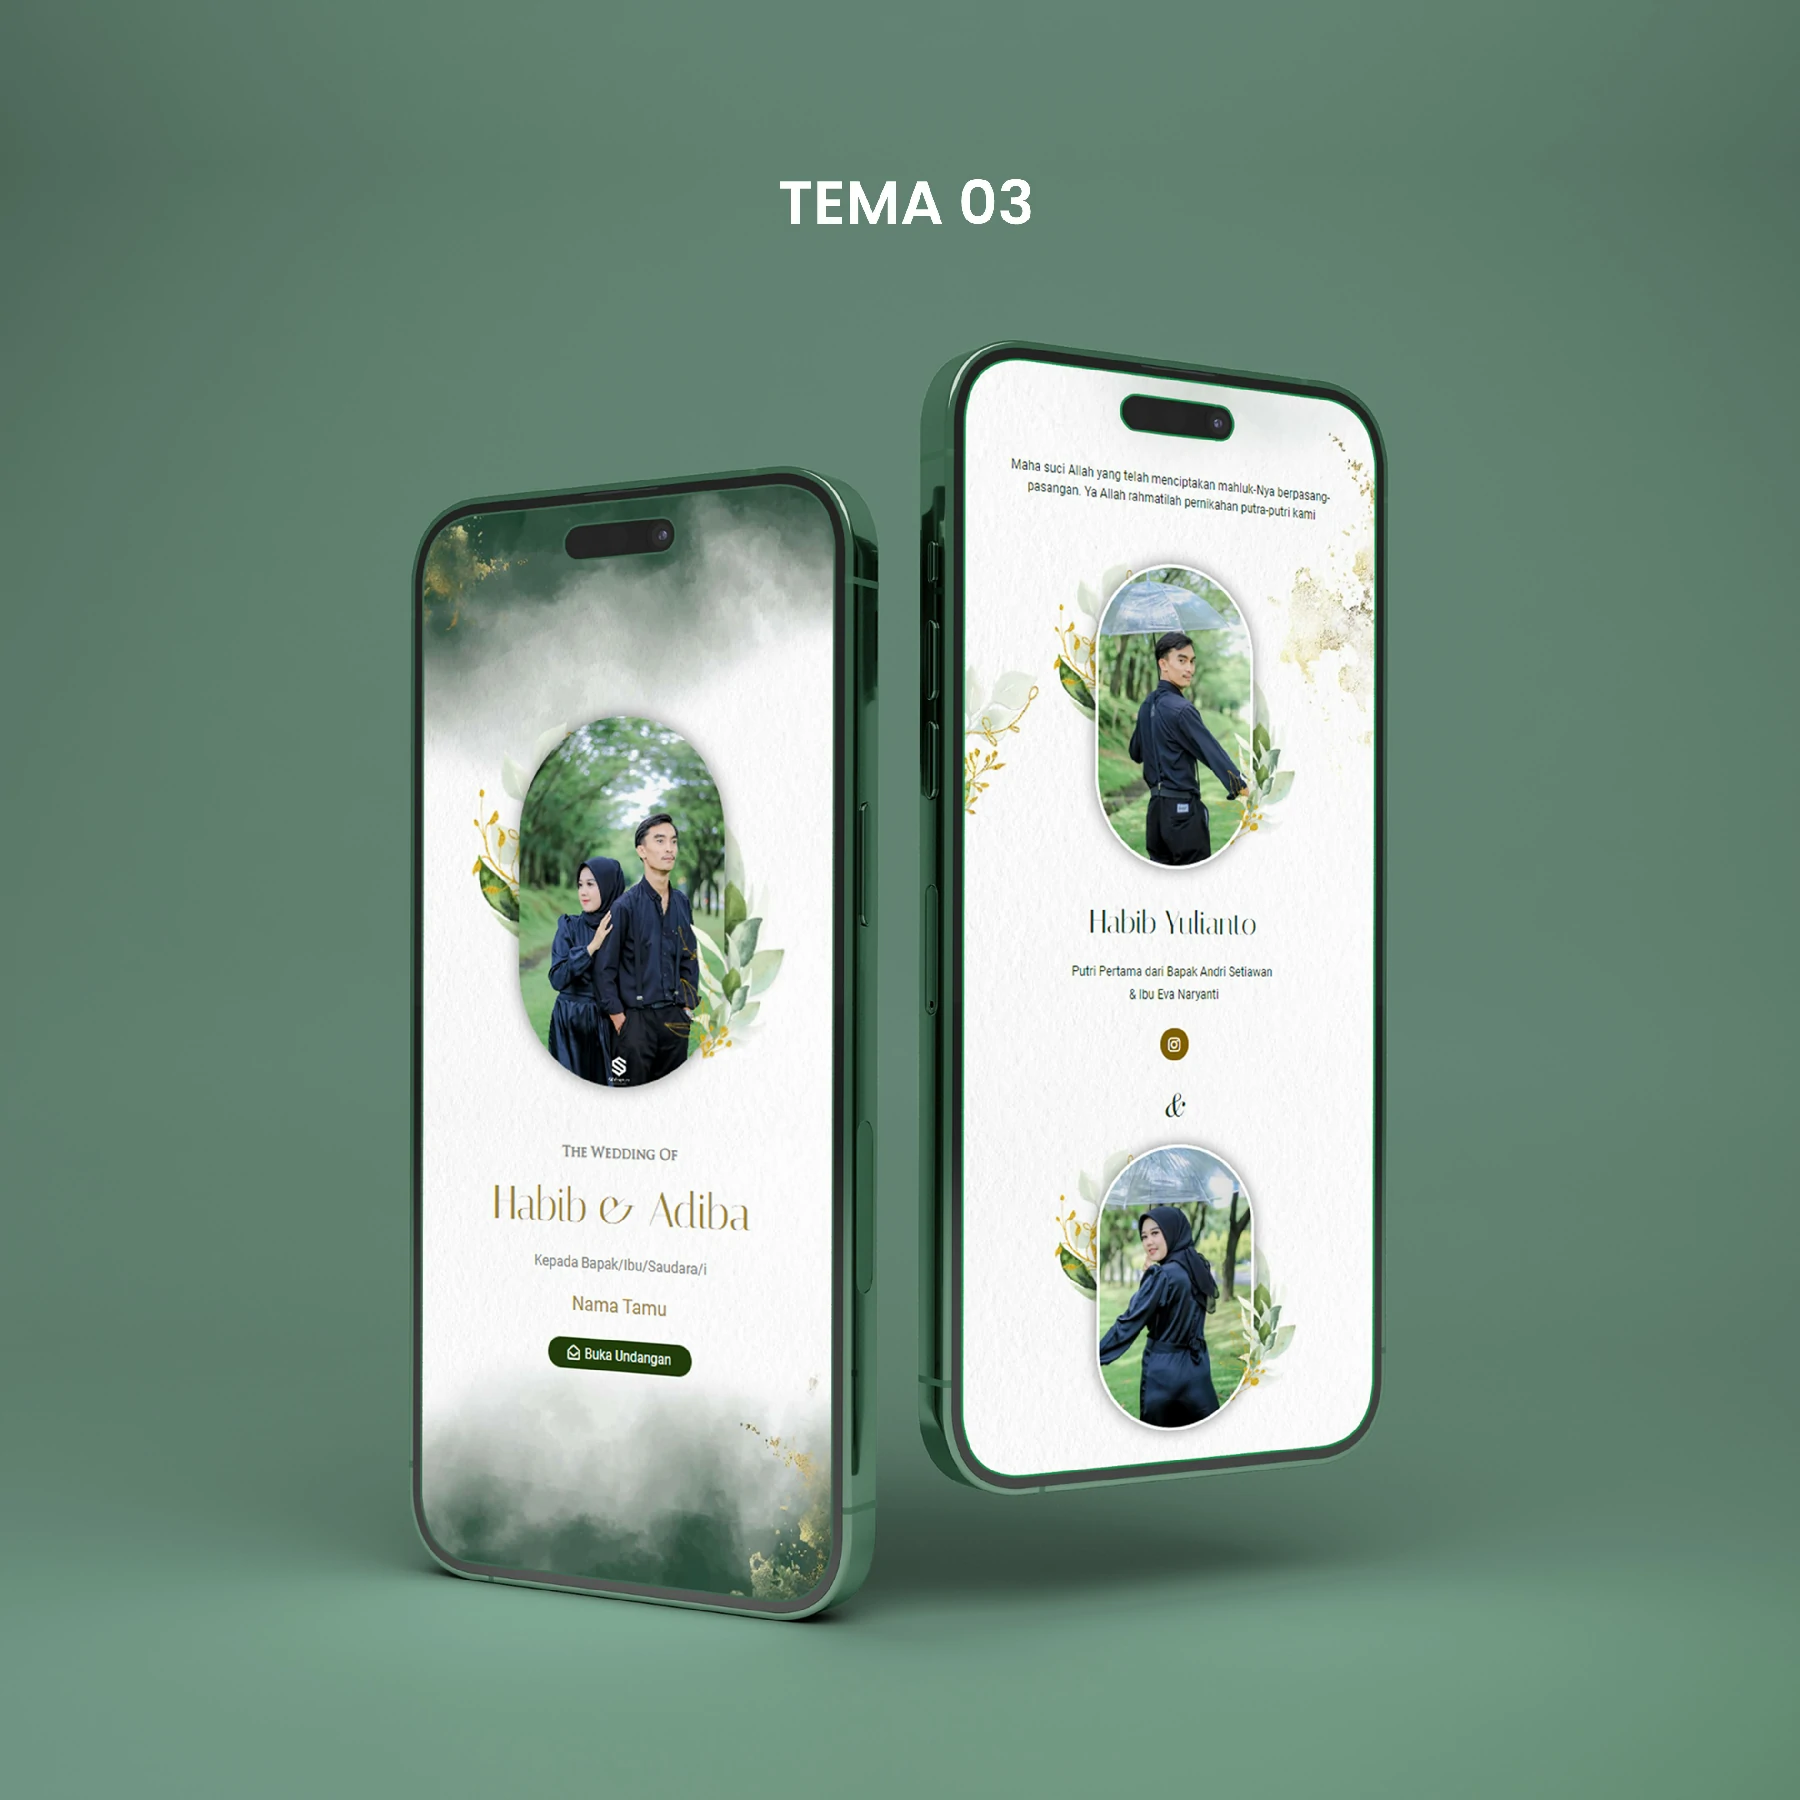 TEMA 03
THE WEDDING OF
Habib & Adiba
Kepada Bapak/Ibu/Saudara/i
Nama Tamu
Buka Undangan
Maha suci Allah yang telah menciptakan mahluk-Nya berpasang-
pasangan. Ya Allah rahmatilah pernikahan putra-putri kami
Habib Yulianto
Putri Pertama dari Bapak Andri Setiawan
& Ibu Eva Naryanti
&